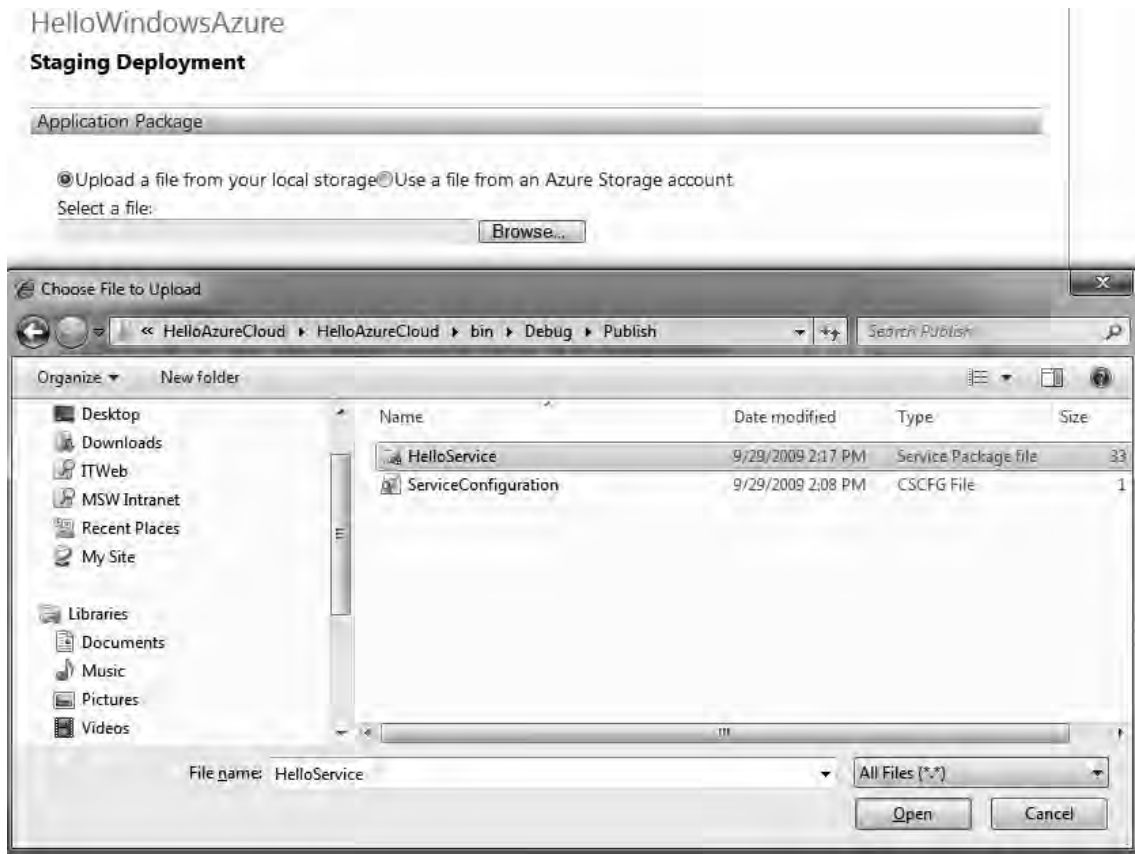 HelloWindowsAzure
Staging Deployment
Application Package
Upload a file from your local storage Use a file from an Azure Storage account
Select a file:
Browse...
Choose File to Upload
« HelloAzureCloud HelloAzureCloud bin Debug Publish Search Publish
Organize New folder
Desktop
Downloads
ITWeb
MSW Intranet
Recent Places
My Site
Libraries
Documents
Music
Pictures
Videos
Name Date modified Type Size
HelloService 9/29/2009 2:17 PM Service Package file 33
ServiceConfiguration 9/29/2009 2:08 PM CSCFG File 1
File name: HelloService All Files (*.*)
Open Cancel